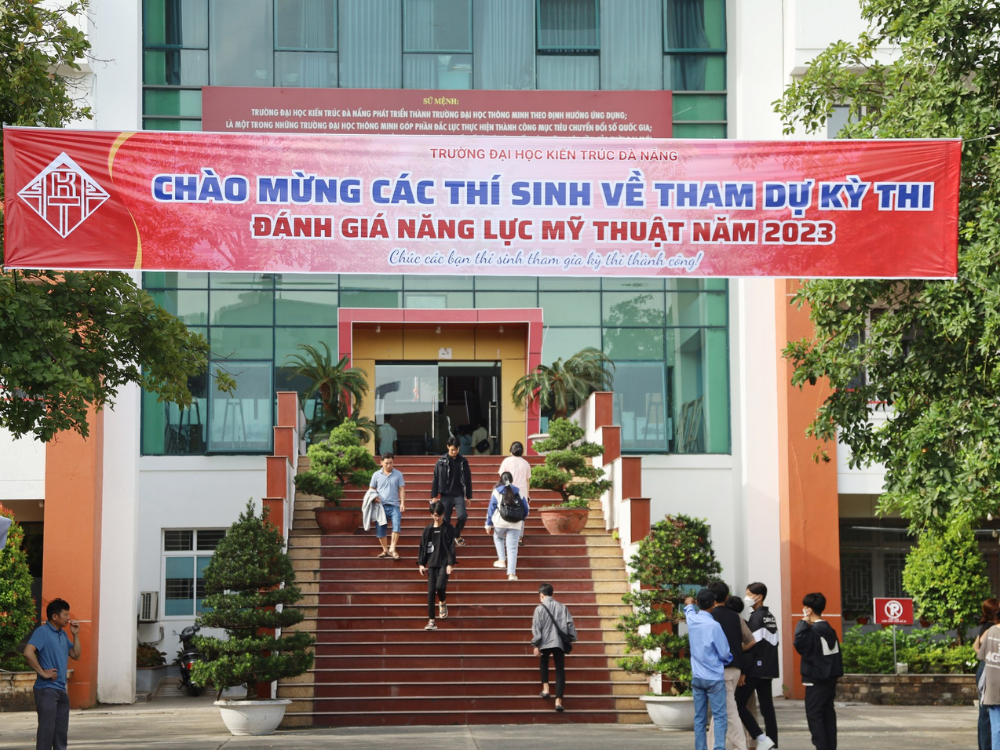 SỨ MỆNH:
TRƯỜNG ĐẠI HỌC KIẾN TRÚC ĐÀ NẴNG PHÁT TRIỂN THÀNH TRƯỜNG ĐẠI HỌC THÔNG MINH THEO ĐỊNH HƯỚNG ỨNG DỤNG;
LÀ MỘT TRONG NHỮNG TRƯỜNG ĐẠI HỌC THÔNG MINH GÓP PHẦN ĐẮC LỰC THỰC HIỆN THÀNH CÔNG MỤC TIÊU CHUYỂN ĐỔI SỐ QUỐC GIA;
TRƯỜNG ĐẠI HỌC KIẾN TRÚC ĐÀ NẴNG
CHÀO MỪNG CÁC THÍ SINH VỀ THAM DỰ KỲ THI
ĐÁNH GIÁ NĂNG LỰC MỸ THUẬT NĂM 2023
Chúc các bạn thí sinh tham gia kỳ thi thành công!
P